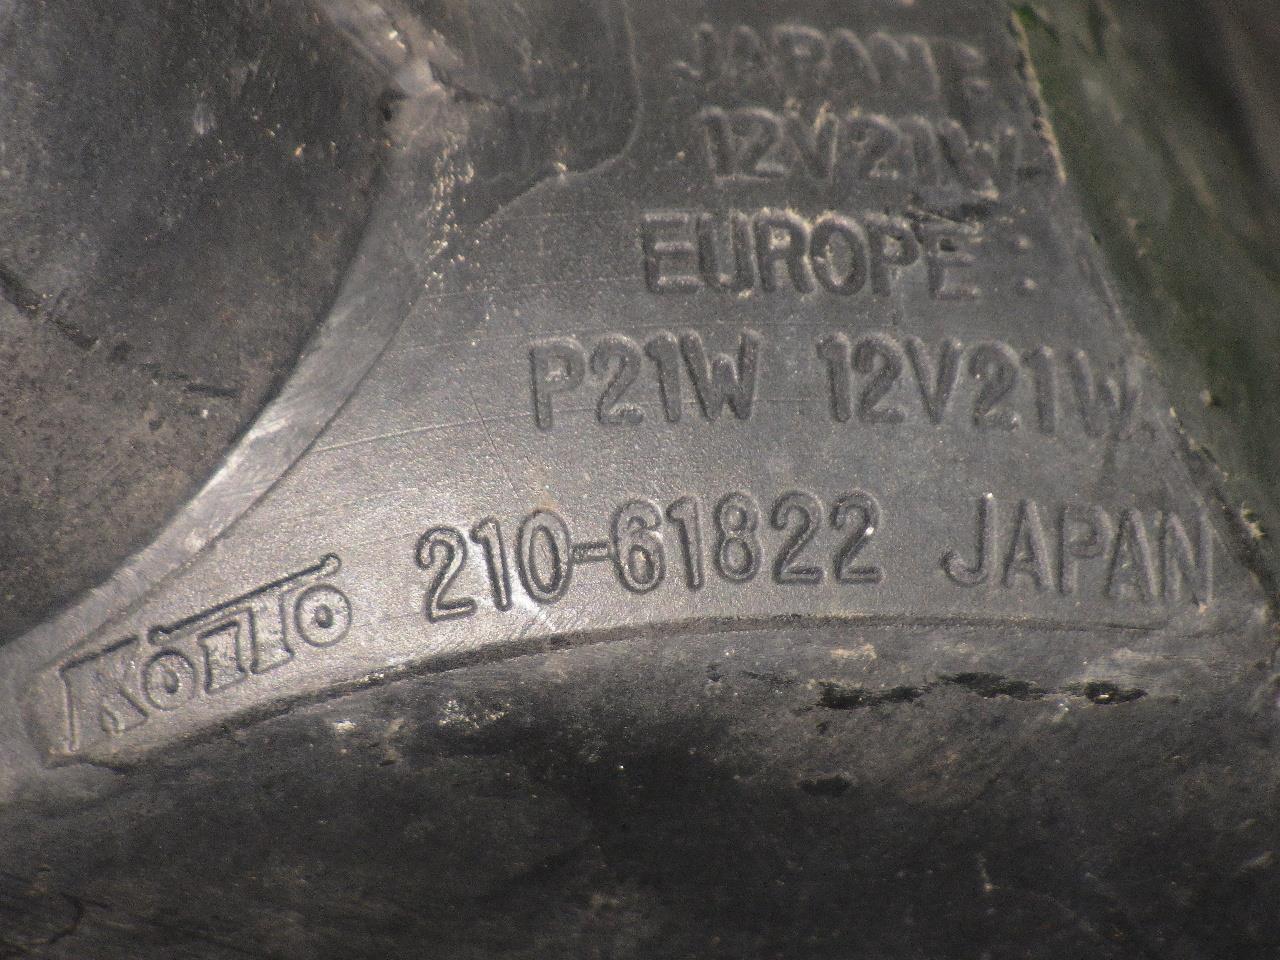 JAPAN
12V21W
EUROPE:
P21W 12V21W
KOITO 210-61822 JAPAN